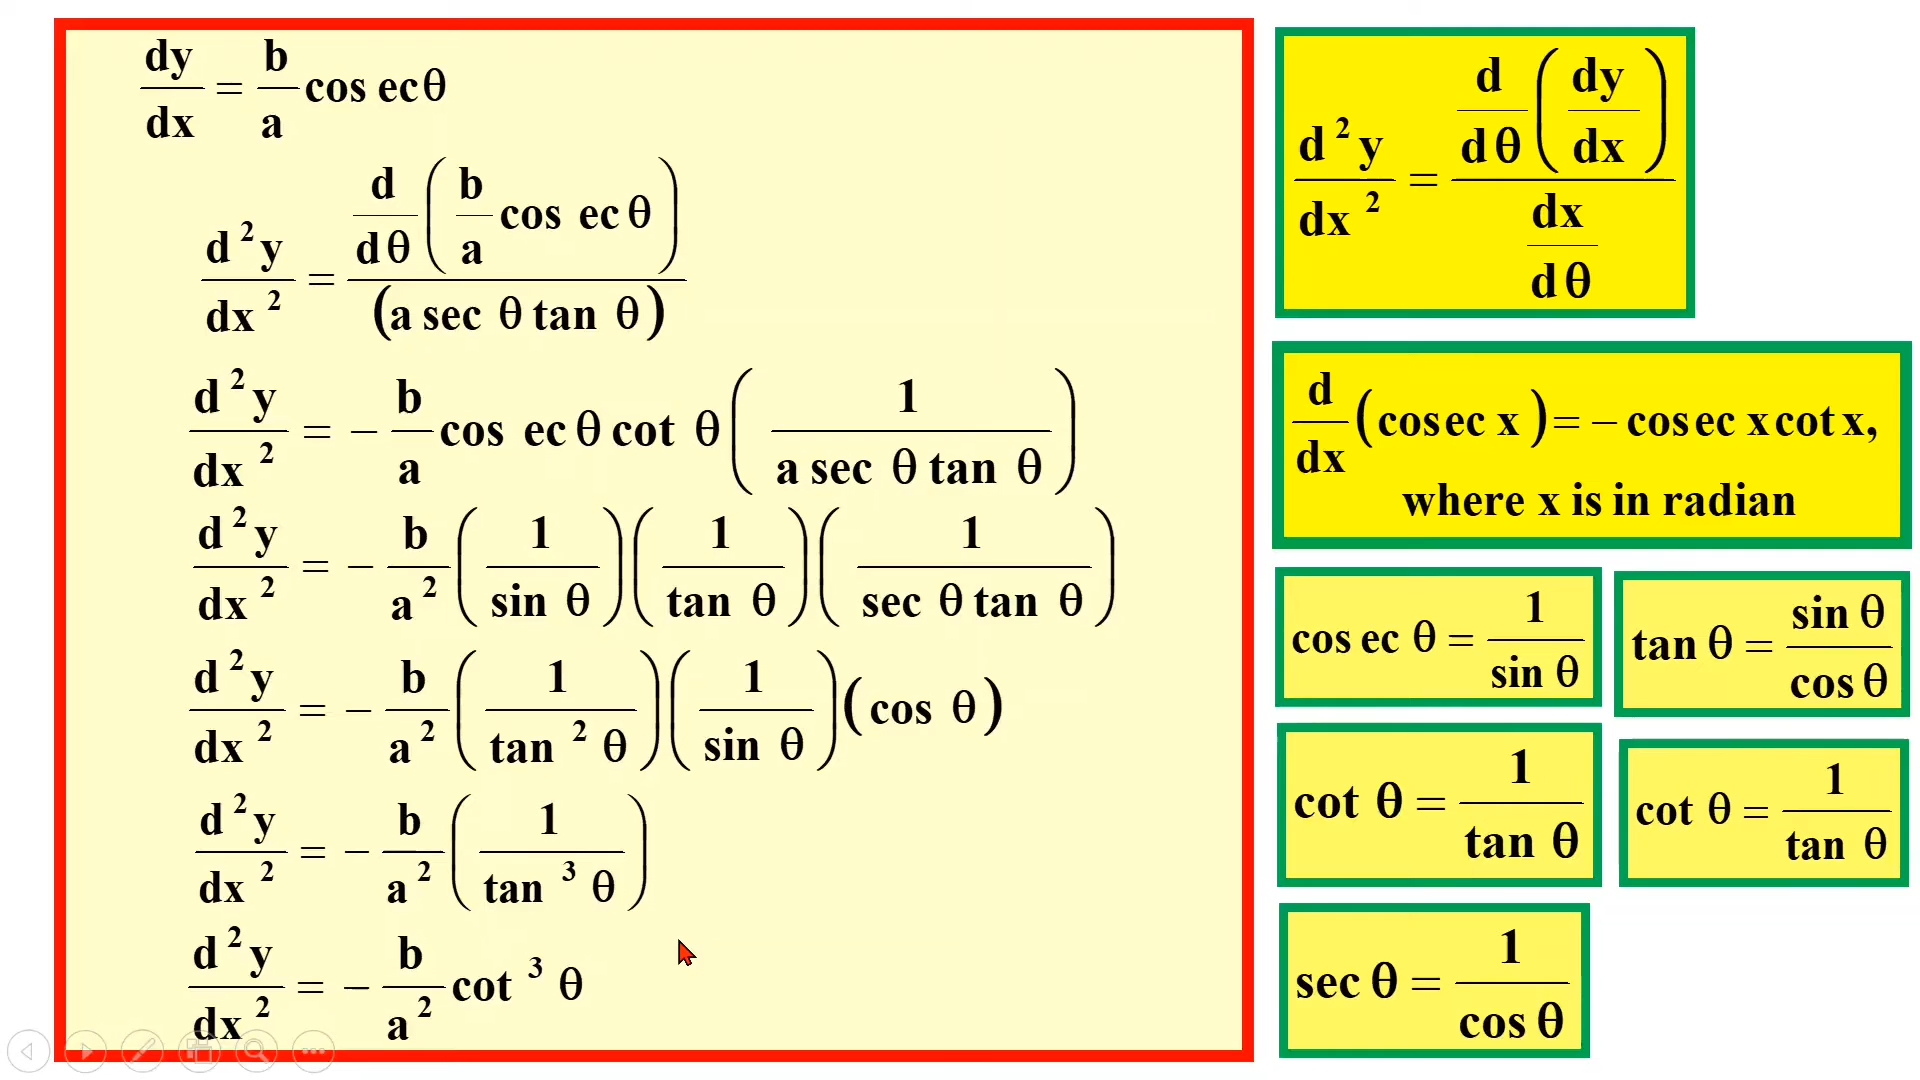 dy/dx = b/a cos ecθ
d²y/dx² = d/dθ (b/a cos ec θ) / (a sec θ tan θ)
d²y/dx² = − b/a cos ec θ cot θ (1 / a sec θ tan θ)
d²y/dx² = − b/a² (1/sin θ) (1/tan θ) (1/sec θ tan θ)
d²y/dx² = − b/a² (1/tan² θ) (1/sin θ) (cos θ)
d²y/dx² = − b/a² (1/tan³ θ)
d²y/dx² = − b/a² cot³ θ
d²y/dx² = d/dθ (dy/dx) / dx/dθ
d/dx (cosec x) = − cosec x cot x,
where x is in radian
cos ec θ = 1/sin θ
tan θ = sin θ/cos θ
cot θ = 1/tan θ
cot θ = 1/tan θ
sec θ = 1/cos θ